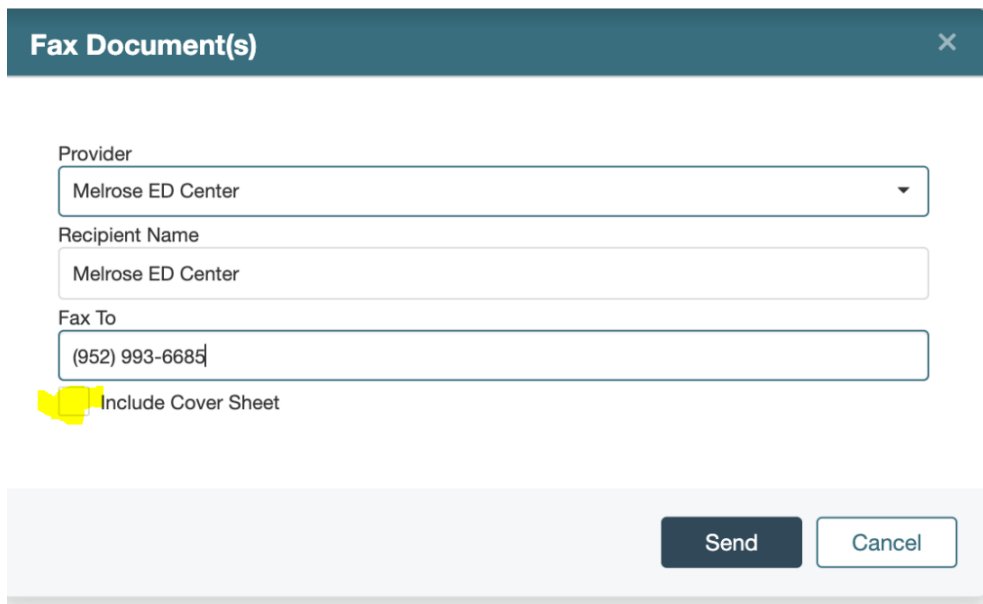 Fax Document(s)
Provider
Melrose ED Center
Recipient Name
Melrose ED Center
Fax To
(952) 993-6685
Include Cover Sheet
Send Cancel